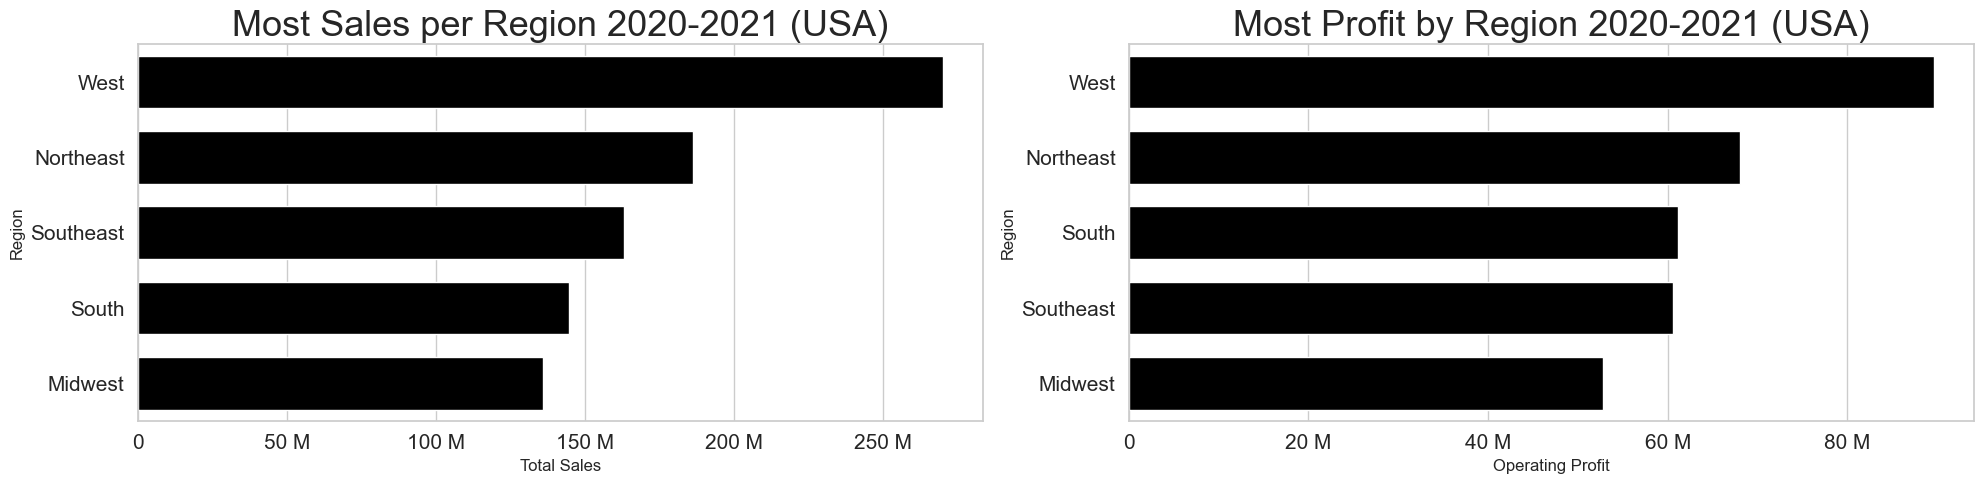 Most Sales per Region 2020-2021 (USA)
Region
West
Northeast
Southeast
South
Midwest
0 50 M 100 M 150 M 200 M 250 M
Total Sales
Most Profit by Region 2020-2021 (USA)
Region
West
Northeast
South
Southeast
Midwest
0 20 M 40 M 60 M 80 M
Operating Profit